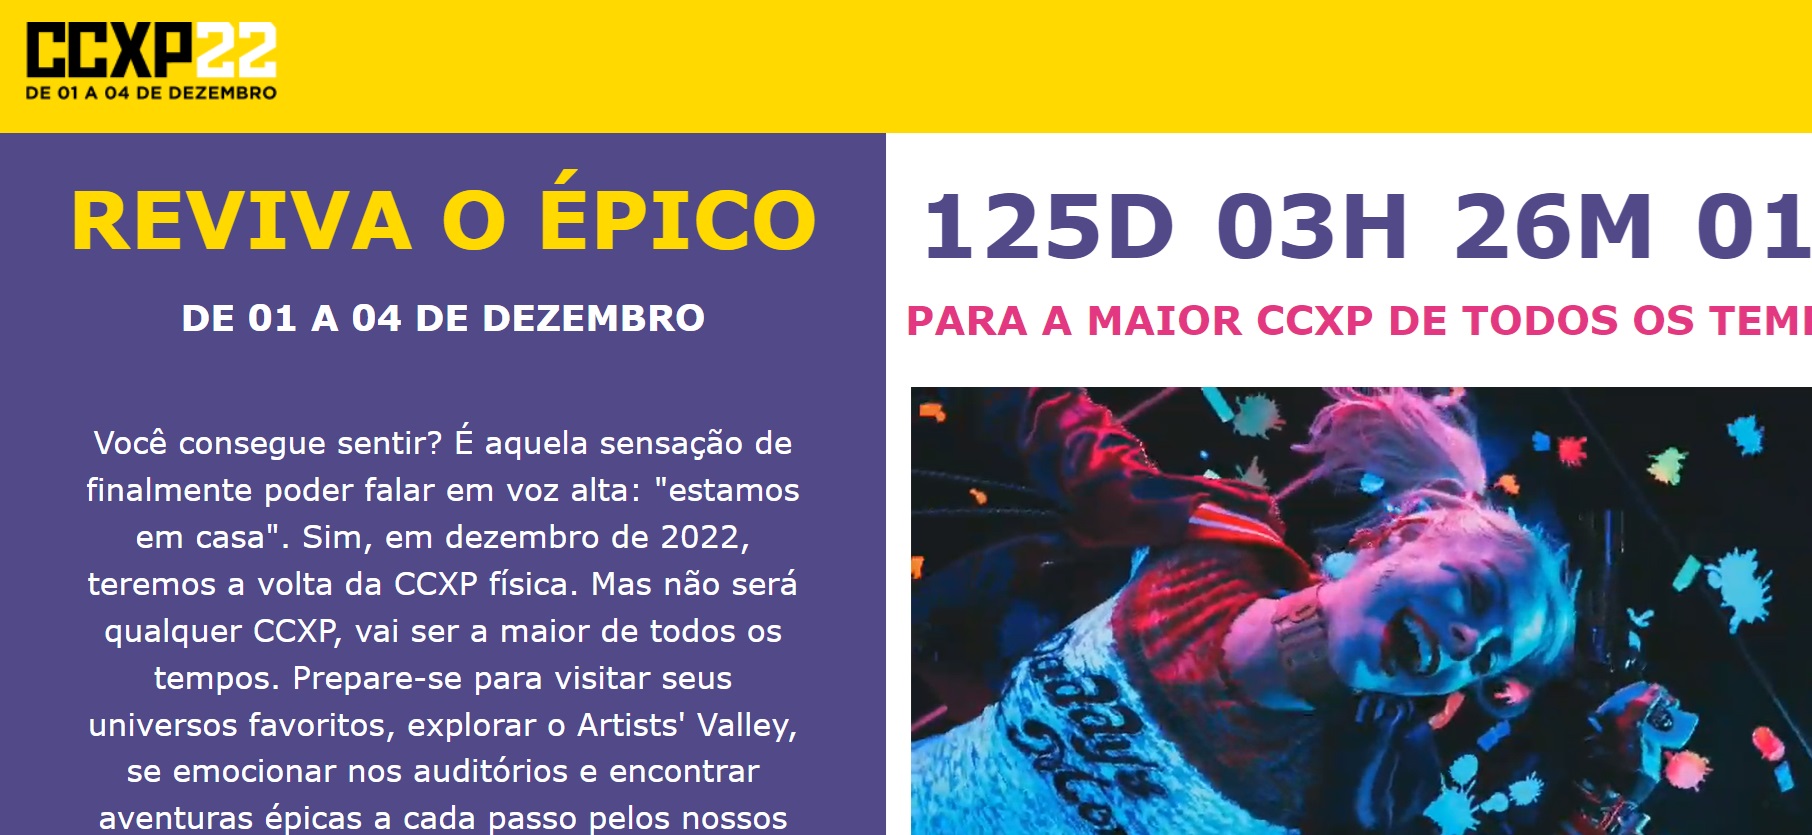 CCXP22
DE 01 A 04 DE DEZEMBRO
REVIVA O ÉPICO
DE 01 A 04 DE DEZEMBRO
Você consegue sentir? É aquela sensação de
finalmente poder falar em voz alta: "estamos
em casa". Sim, em dezembro de 2022,
teremos a volta da CCXP física. Mas não será
qualquer CCXP, vai ser a maior de todos os
tempos. Prepare-se para visitar seus
universos favoritos, explorar o Artists' Valley,
se emocionar nos auditórios e encontrar
aventuras épicas a cada passo pelos nossos
125D 03H 26M 01
PARA A MAIOR CCXP DE TODOS OS